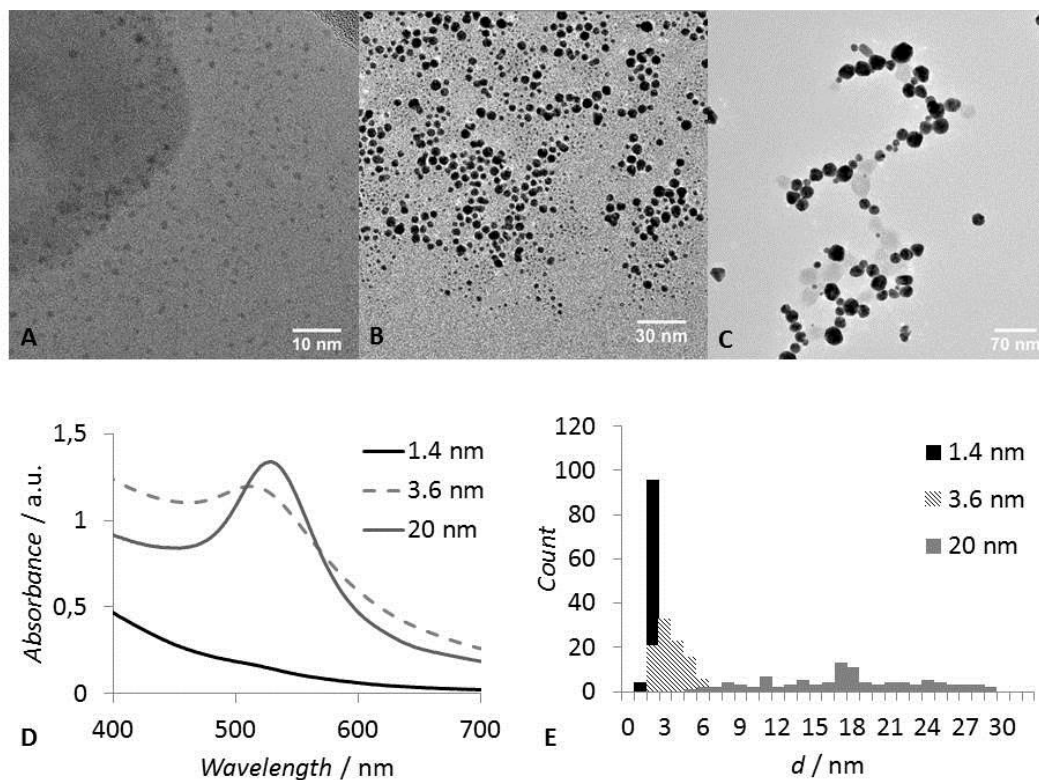 A
10 nm
B
30 nm
C
70 nm
1,5
1
0,5
0
Absorbance / a.u.
400
500
600
700
Wavelength / nm
1.4 nm
3.6 nm
20 nm
D
120
100
80
60
40
20
0
Count
0 3 6 9 12 15 18 21 24 27 30
d / nm
1.4 nm
3.6 nm
20 nm
E